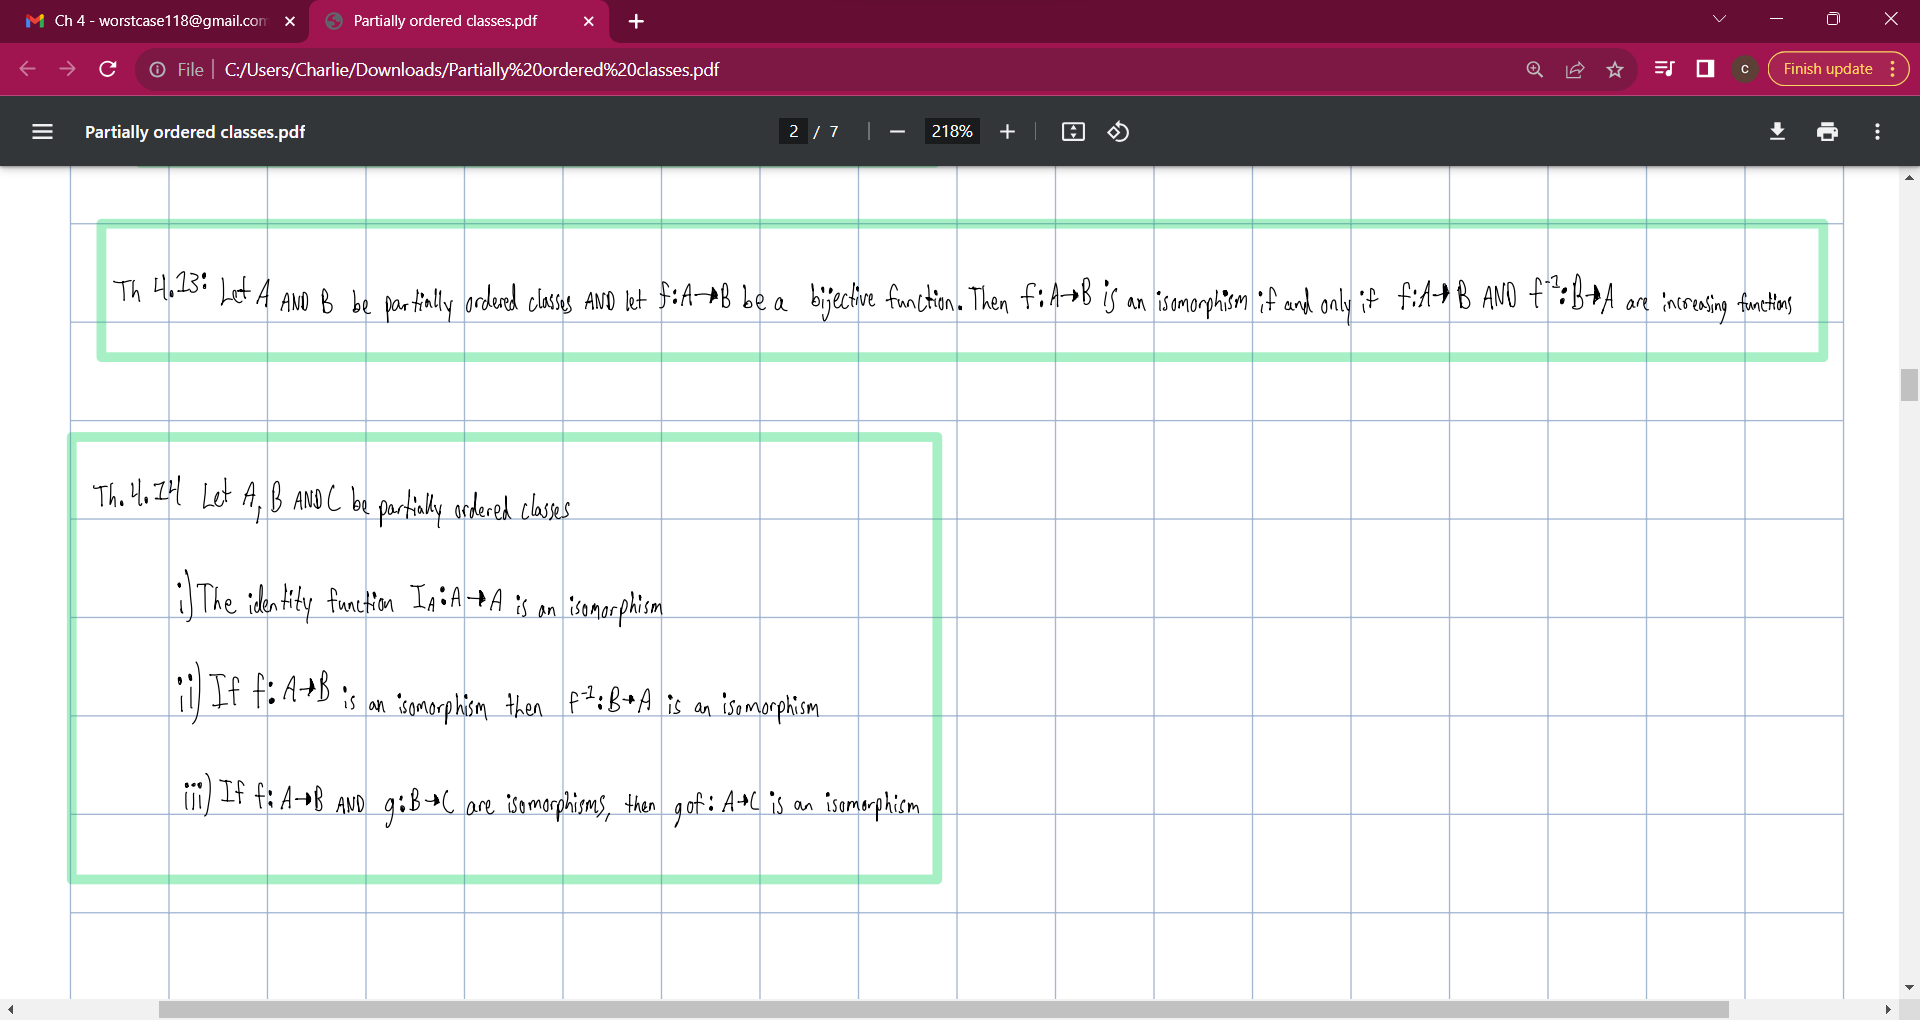 Ch 4 - worstcase118@gmail.com
Partially ordered classes.pdf
File | C:/Users/Charlie/Downloads/Partially%20ordered%20classes.pdf
C
Finish update
Partially ordered classes.pdf
2 / 7
218%
Th 4.13: Let A AND B be partially ordered classes AND let f:A→B be a bijective function. Then f:A→B is an isomorphism if and only if f:A→B AND f⁻¹:B→A are increasing functions
Th. 4.14 Let A, B AND C be partially ordered classes
i) The identity function I_A:A→A is an isomorphism
ii) If f:A→B is an isomorphism then f⁻¹:B→A is an isomorphism
iii) If f:A→B AND g:B→C are isomorphisms, then gof: A→C is an isomorphism